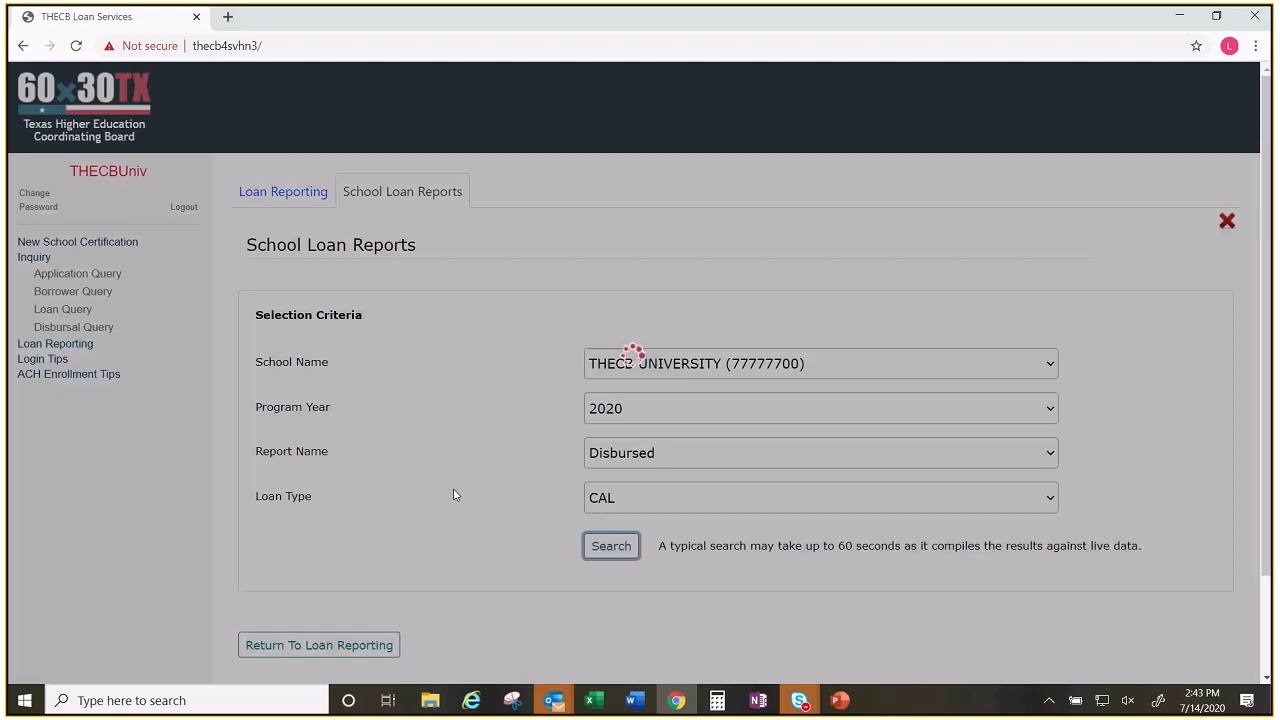 THECB Loan Services
Not secure | thecb4svhn3/
60x30TX
Texas Higher Education
Coordinating Board
THECBUniv
Change
Password
Logout
New School Certification
Inquiry
Application Query
Borrower Query
Loan Query
Disbursal Query
Loan Reporting
Login Tips
ACH Enrollment Tips
Loan Reporting
School Loan Reports
School Loan Reports
Selection Criteria
School Name
THECB UNIVERSITY (77777700)
Program Year
2020
Report Name
Disbursed
Loan Type
CAL
Search
A typical search may take up to 60 seconds as it compiles the results against live data.
Return To Loan Reporting
Type here to search
2:43 PM
7/14/2020